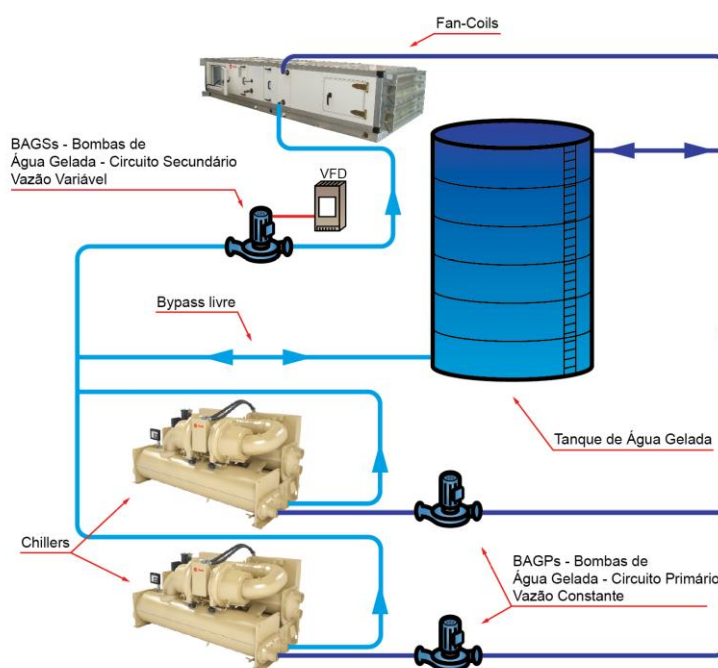 Fan-Coils
BAGSs - Bombas de
Água Gelada - Circuito Secundário
Vazão Variável
VFD
Bypass livre
Tanque de Água Gelada
Chillers
BAGPs - Bombas de
Água Gelada - Circuito Primário
Vazão Constante